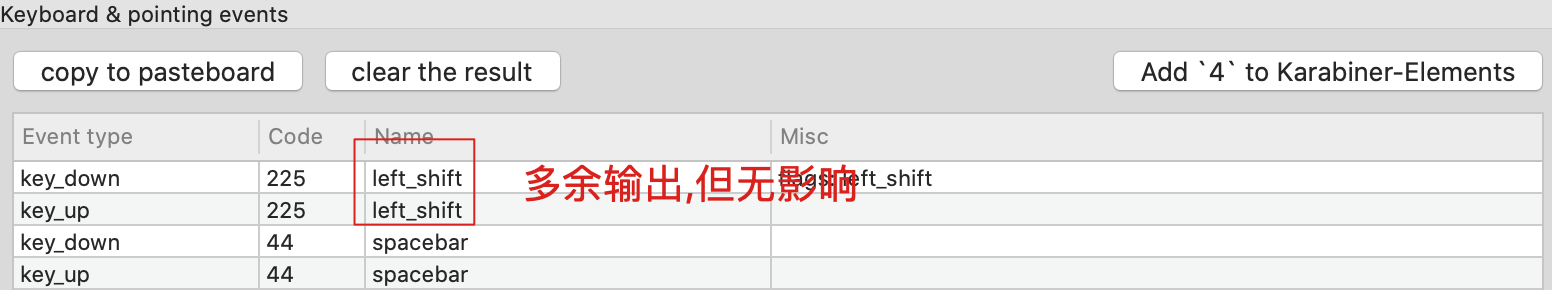 Keyboard & pointing events
copy to pasteboard clear the result Add `4` to Karabiner-Elements
Event type Code Name Misc
key_down 225 left_shift flags: left_shift
多余输出,但无影响
key_up 225 left_shift
key_down 44 spacebar
key_up 44 spacebar